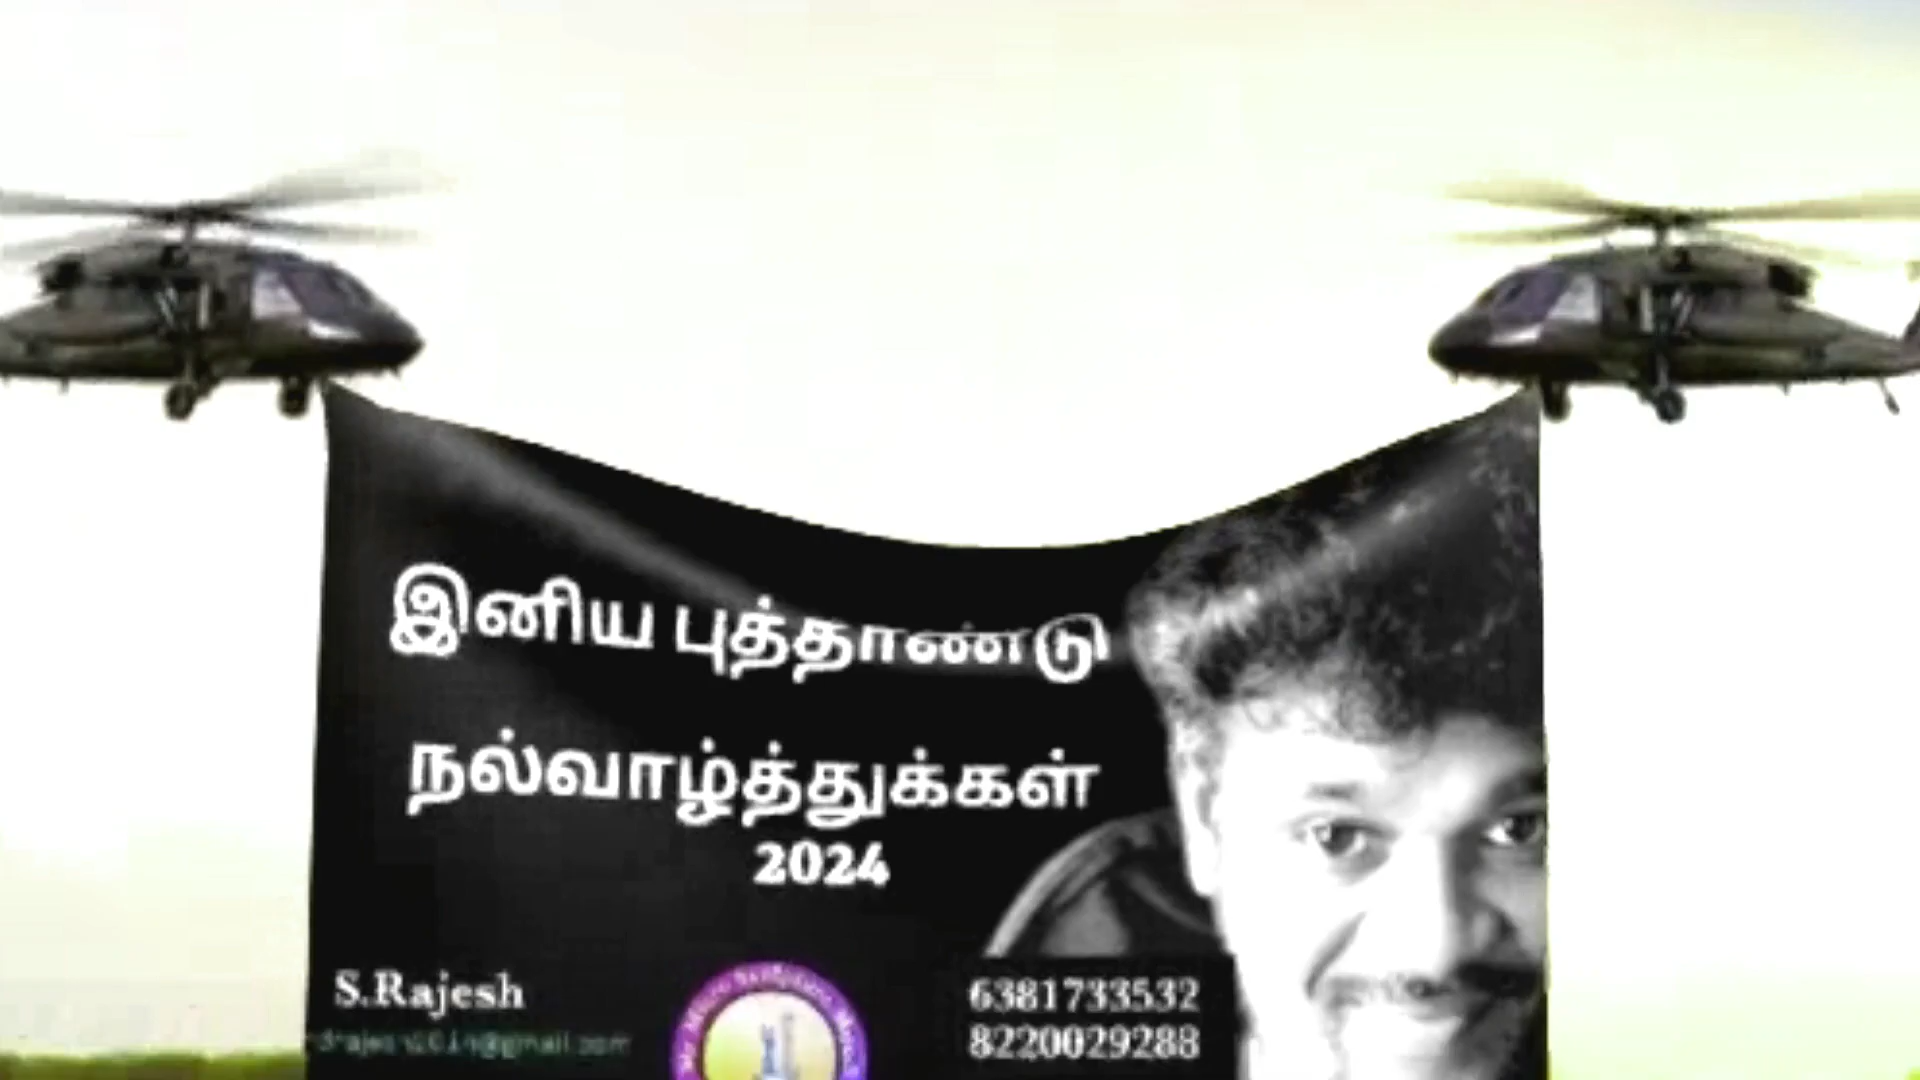 இனிய புத்தாண்டு
நல்வாழ்த்துக்கள்
2024
S.Rajesh
6381733532
8220029288